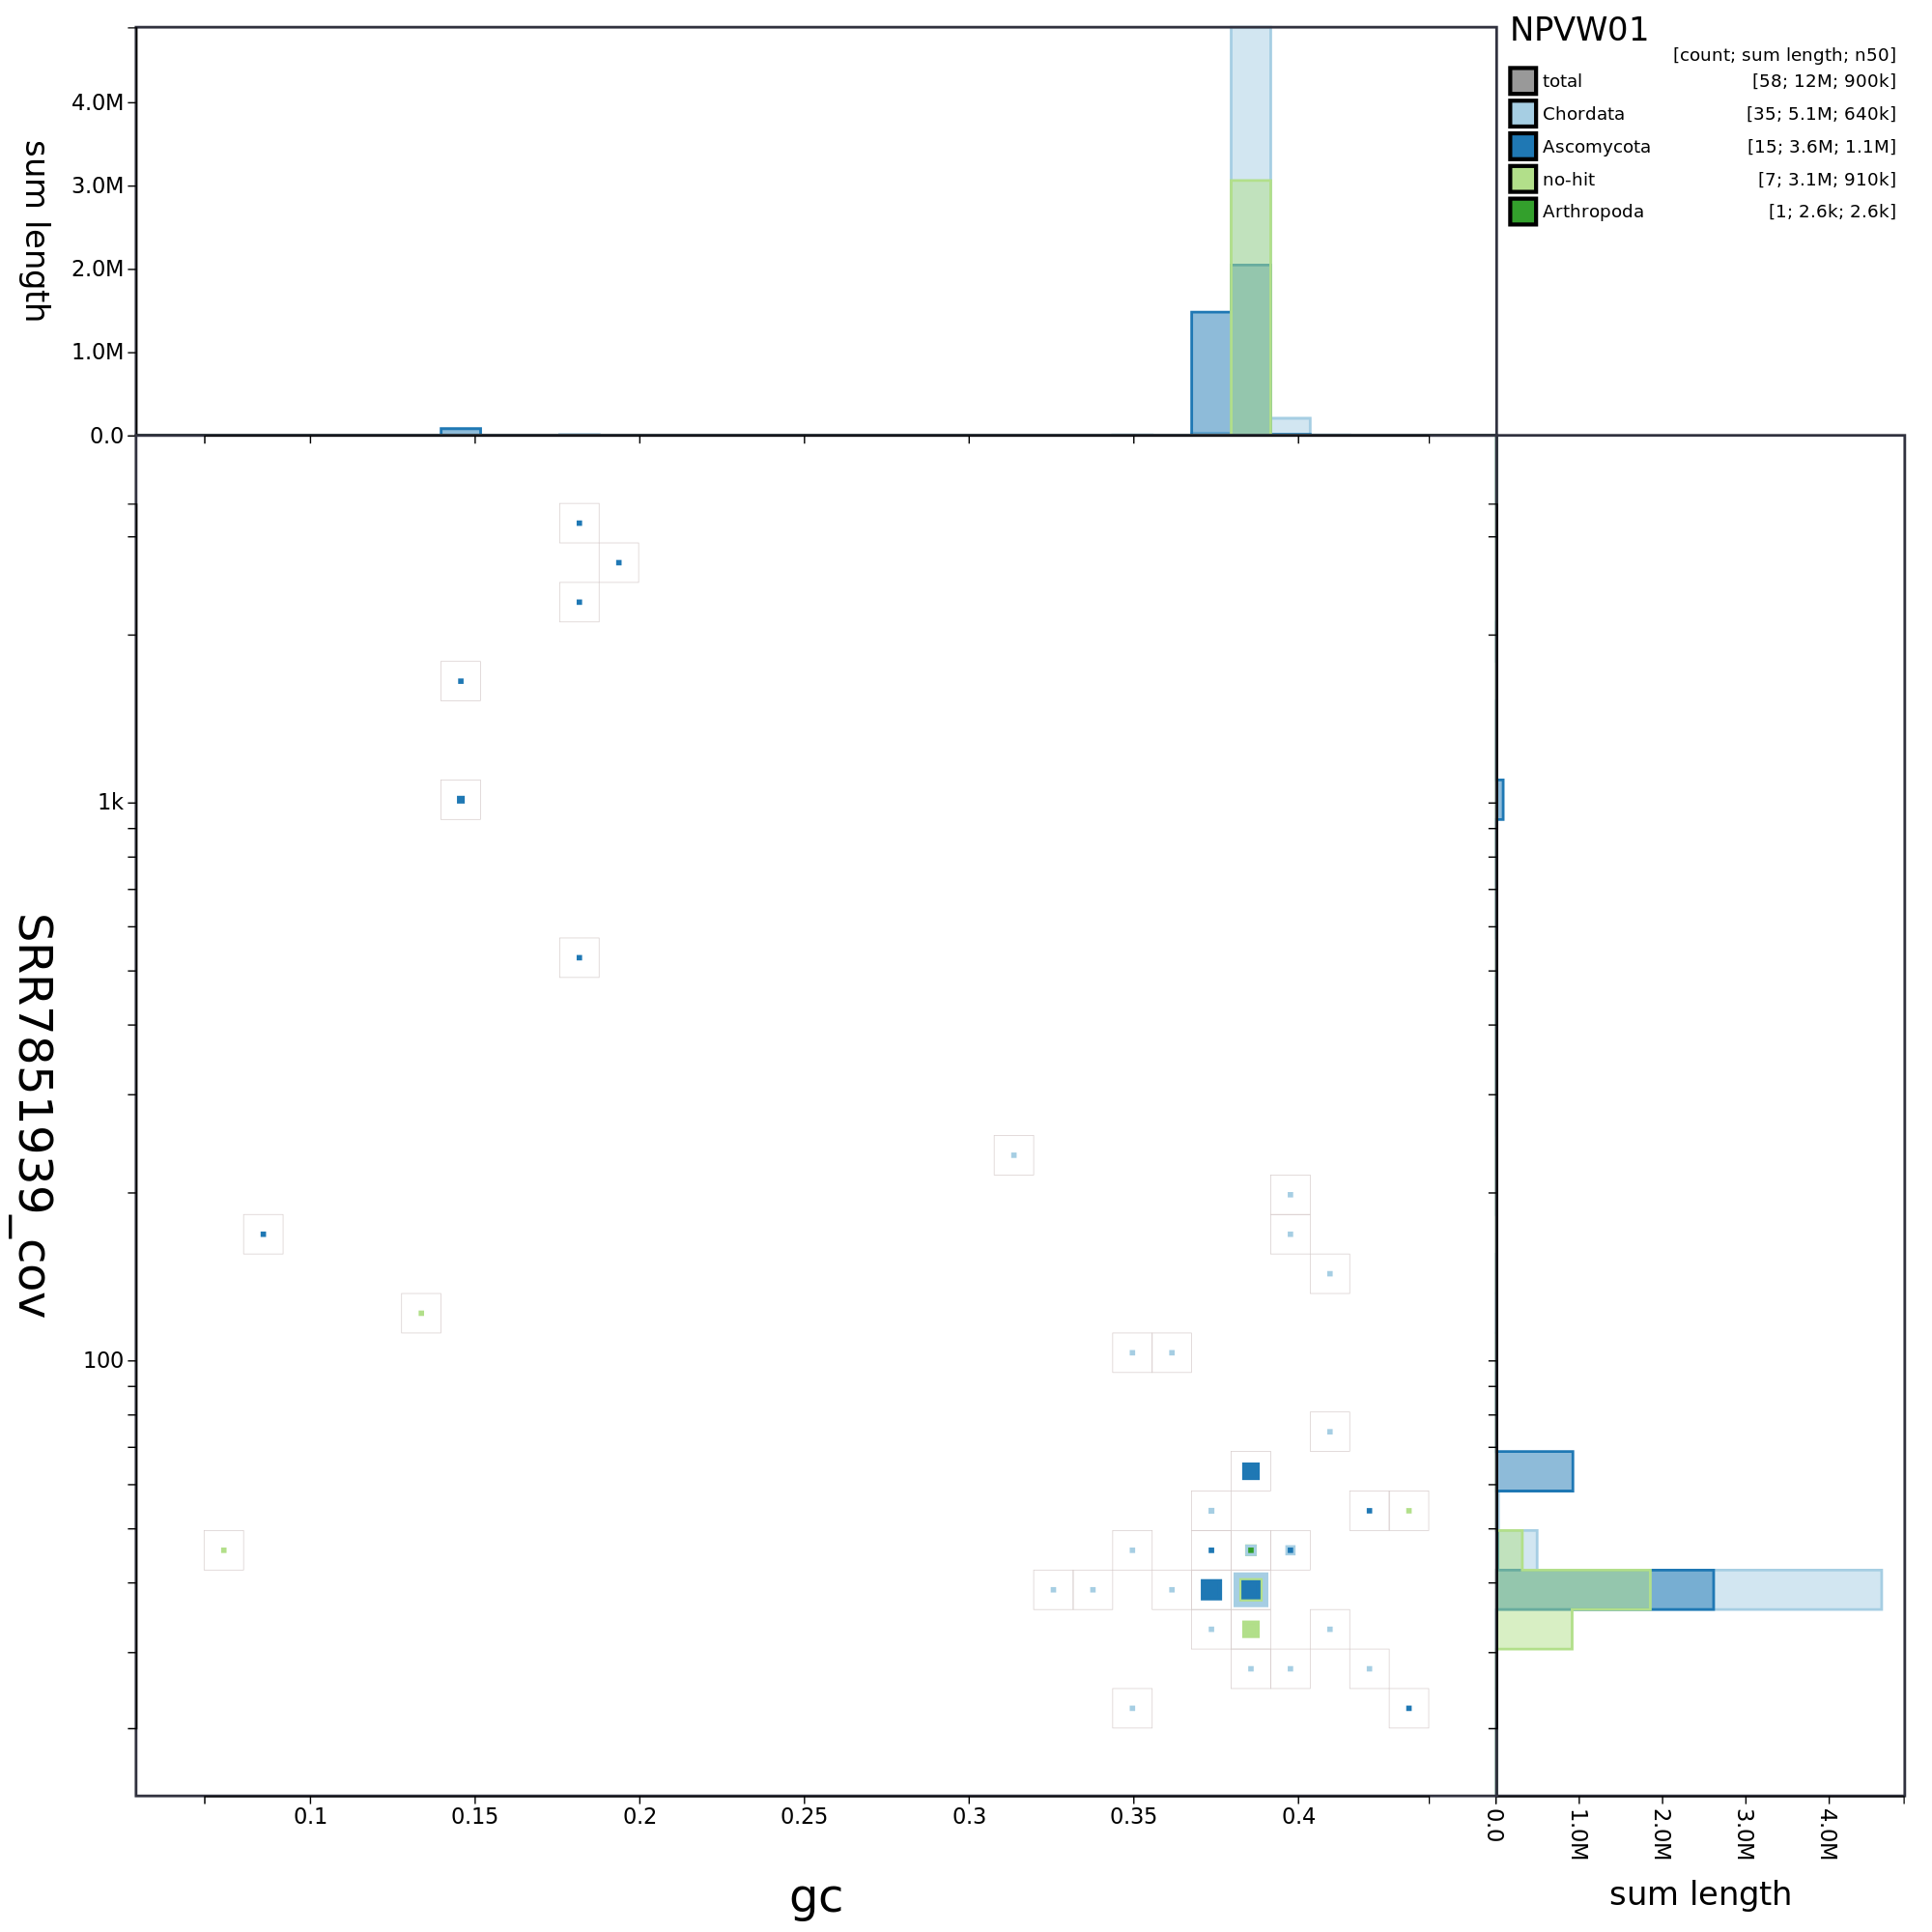 NPVW01
[count; sum length; n50]
total [58; 12M; 900k]
Chordata [35; 5.1M; 640k]
Ascomycota [15; 3.6M; 1.1M]
no-hit [7; 3.1M; 910k]
Arthropoda [1; 2.6k; 2.6k]
sum length
4.0M
3.0M
2.0M
1.0M
0.0
SRR7851939_cov
1k
100
0.1 0.15 0.2 0.25 0.3 0.35 0.4
gc
0.0 1.0M 2.0M 3.0M 4.0M
sum length